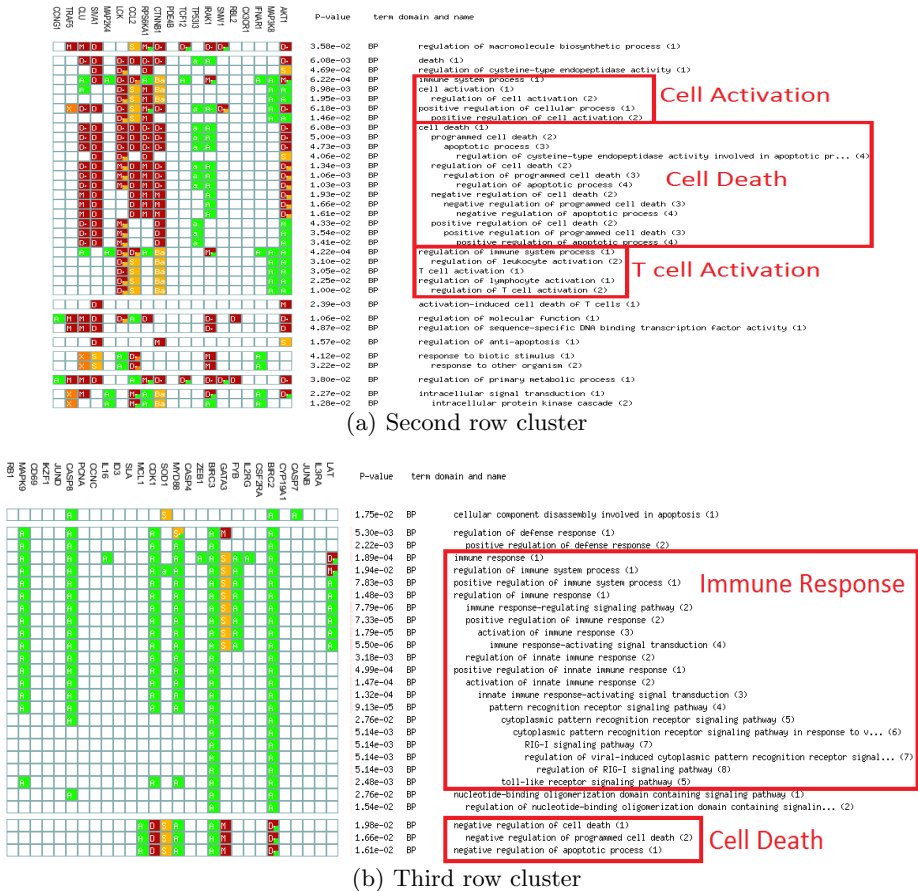 CCNG1 TRAF5 CLU SMA1 MAP2K4 LCK CCL2 RPS6KA1 CTNNB1 PDE4B TCF12 TP53I3 IRAK1 SMN1 RBL2 CX3CR1 IFNAR1 MAP3K8 AKT1
P-value term domain and name
3.58e-02 BP regulation of macromolecule biosynthetic process (1)
6.08e-03 BP death (1)
4.69e-02 BP regulation of cysteine-type endopeptidase activity (1)
6.22e-04 BP immune system process (1)
8.98e-03 BP cell activation (1)
1.95e-03 BP regulation of cell activation (2)
6.18e-03 BP positive regulation of cellular process (1)
1.46e-02 BP positive regulation of cell activation (2)
Cell Activation
6.08e-03 BP cell death (1)
5.00e-03 BP programmed cell death (2)
4.73e-03 BP apoptotic process (3)
4.06e-02 BP regulation of cysteine-type endopeptidase activity involved in apoptotic pr... (4)
1.34e-03 BP regulation of cell death (2)
1.06e-03 BP regulation of programmed cell death (3)
1.03e-03 BP regulation of apoptotic process (4)
1.93e-02 BP negative regulation of cell death (2)
1.66e-02 BP negative regulation of programmed cell death (3)
1.61e-02 BP negative regulation of apoptotic process (4)
4.33e-02 BP positive regulation of cell death (2)
3.54e-02 BP positive regulation of programmed cell death (3)
3.41e-02 BP positive regulation of apoptotic process (4)
Cell Death
4.22e-04 BP regulation of immune system process (1)
3.10e-02 BP regulation of leukocyte activation (2)
3.05e-02 BP T cell activation (1)
2.25e-02 BP regulation of lymphocyte activation (1)
1.00e-02 BP regulation of T cell activation (2)
T cell Activation
2.39e-03 BP activation-induced cell death of T cells (1)
1.06e-02 BP regulation of molecular function (1)
4.87e-02 BP regulation of sequence-specific DNA binding transcription factor activity (1)
1.57e-02 BP regulation of anti-apoptosis (1)
4.12e-02 BP response to biotic stimulus (1)
3.22e-02 BP response to other organism (2)
3.80e-02 BP regulation of primary metabolic process (1)
2.27e-02 BP intracellular signal transduction (1)
1.28e-02 BP intracellular protein kinase cascade (2)
(a) Second row cluster
RB1 MAPK9 CD69 IKZF1 JUND CASP8 PCNA CCNC IL16 ID3 SLA MCL1 CDK1 SOD1 MYD88 CASP4 ZEB1 BIRC3 GATA3 FYB IL2RG CSF2RA BIRC2 CYP19A1 CASP7 JUNB IL3RA LAT
P-value term domain and name
1.75e-02 BP cellular component disassembly involved in apoptosis (1)
5.30e-03 BP regulation of defense response (1)
2.22e-03 BP positive regulation of defense response (2)
1.89e-04 BP immune response (1)
1.94e-02 BP regulation of immune system process (1)
7.83e-03 BP positive regulation of immune system process (1)
1.48e-03 BP regulation of immune response (1)
7.79e-06 BP immune response-regulating signaling pathway (2)
7.33e-05 BP positive regulation of immune response (2)
1.79e-05 BP activation of immune response (3)
5.50e-06 BP immune response-activating signal transduction (4)
3.18e-03 BP regulation of innate immune response (2)
4.99e-04 BP positive regulation of innate immune response (1)
1.47e-04 BP activation of innate immune response (2)
1.32e-04 BP innate immune response-activating signal transduction (3)
9.13e-05 BP pattern recognition receptor signaling pathway (4)
2.76e-02 BP cytoplasmic pattern recognition receptor signaling pathway (5)
5.14e-03 BP cytoplasmic pattern recognition receptor signaling pathway in response to v... (6)
5.14e-03 BP RIG-I signaling pathway (7)
5.14e-03 BP regulation of viral-induced cytoplasmic pattern recognition receptor signal... (7)
5.14e-03 BP regulation of RIG-I signaling pathway (8)
2.48e-03 BP toll-like receptor signaling pathway (5)
Immune Response
2.76e-02 BP nucleotide-binding oligomerization domain containing signaling pathway (1)
1.54e-02 BP regulation of nucleotide-binding oligomerization domain containing signalin... (2)
1.98e-02 BP negative regulation of cell death (1)
1.66e-02 BP negative regulation of programmed cell death (2)
1.61e-02 BP negative regulation of apoptotic process (1)
Cell Death
(b) Third row cluster